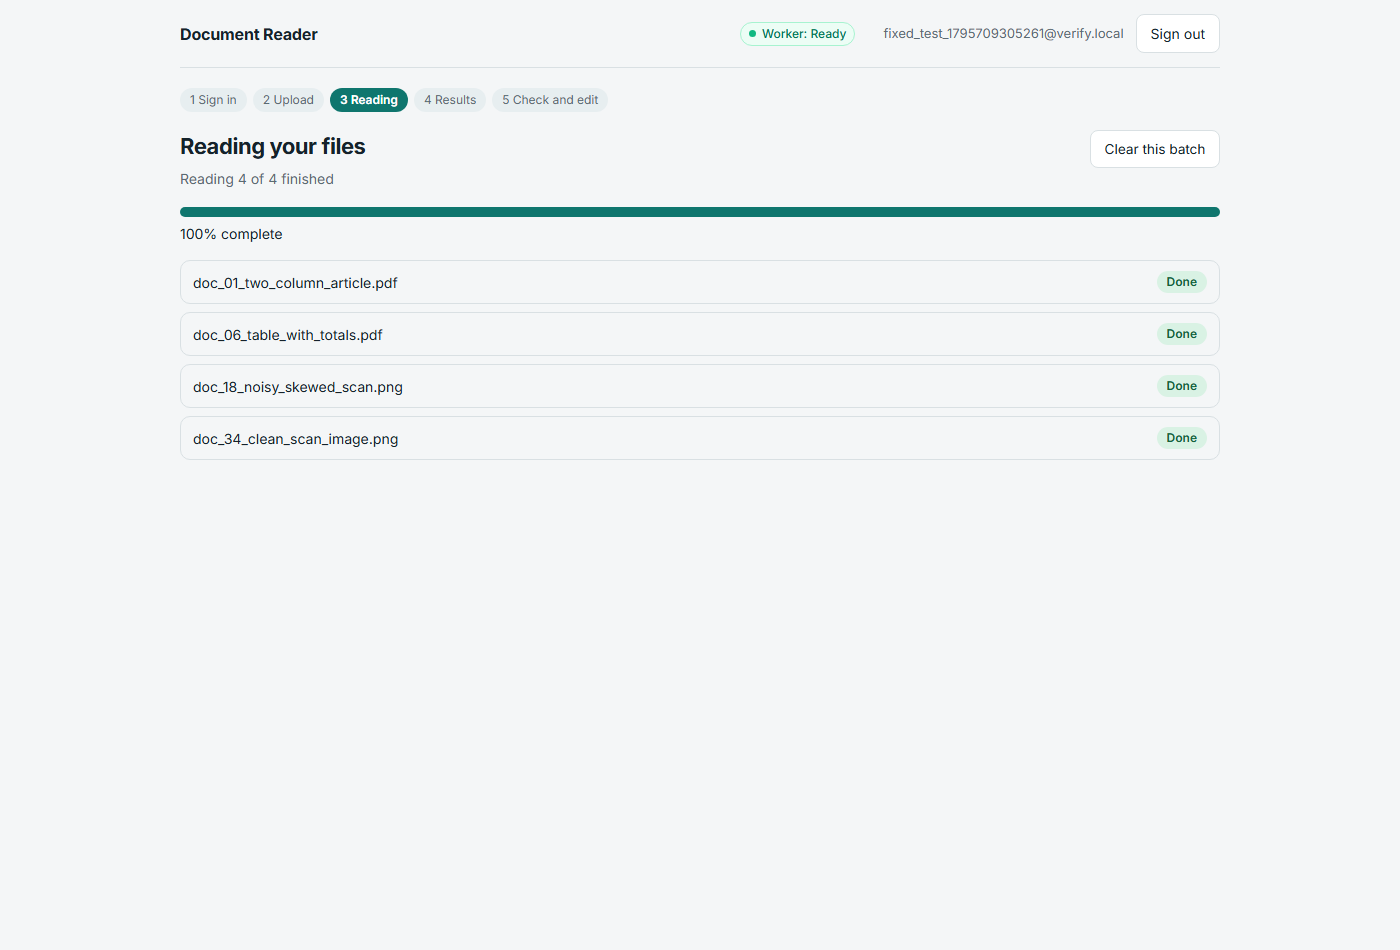 Document Reader
Worker: Ready
fixed_test_1795709305261@verify.local
Sign out
1 Sign in
2 Upload
3 Reading
4 Results
5 Check and edit
Reading your files
Clear this batch
Reading 4 of 4 finished
100% complete
doc_01_two_column_article.pdf
Done
doc_06_table_with_totals.pdf
Done
doc_18_noisy_skewed_scan.png
Done
doc_34_clean_scan_image.png
Done